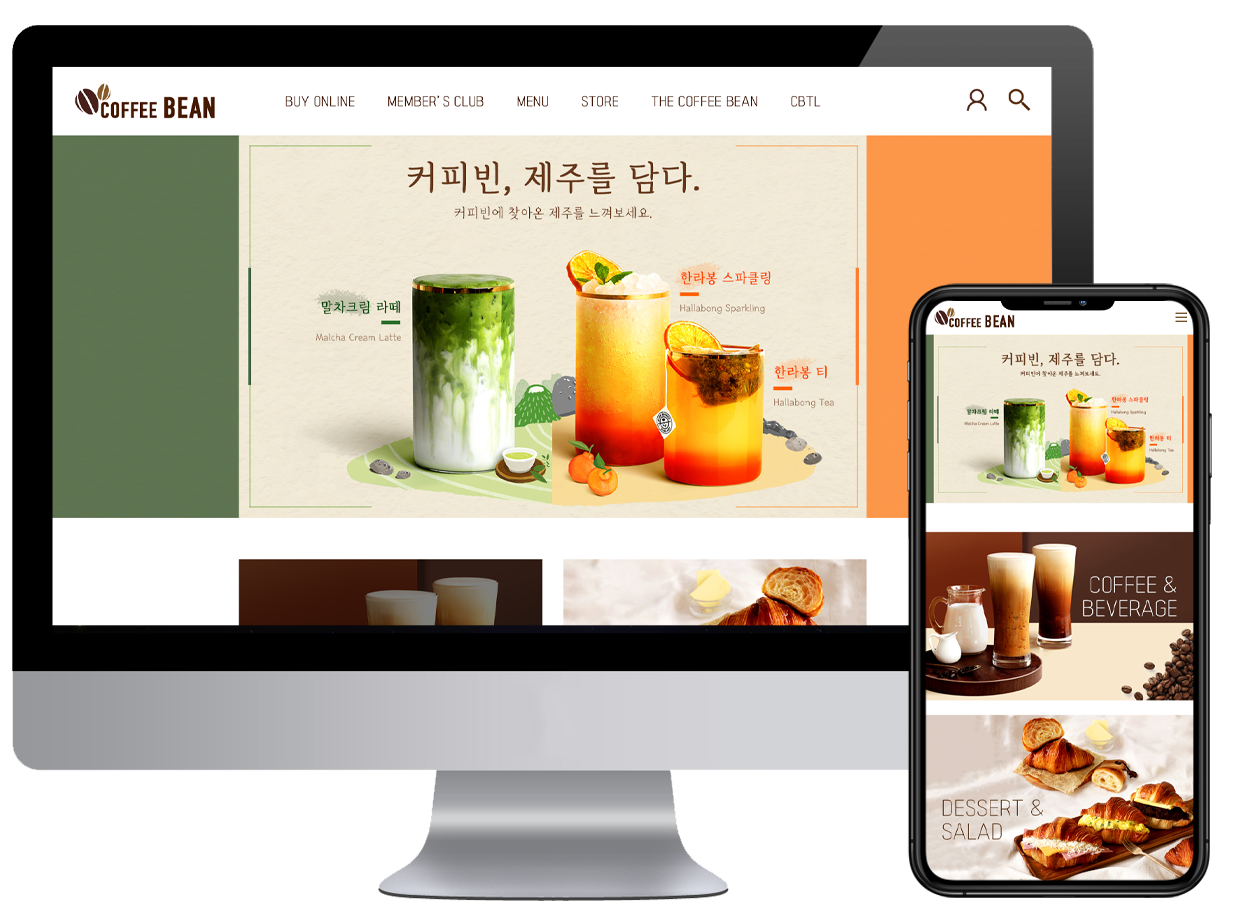 COFFEE BEAN
BUY ONLINE
MEMBER'S CLUB
MENU
STORE
THE COFFEE BEAN
CBTL
커피빈, 제주를 담다.
커피빈에 찾아온 제주를 느껴보세요.
말차크림 라떼
Malcha Cream Latte
한라봉 스파클링
Hallabong Sparkling
한라봉 티
Hallabong Tea
COFFEE BEAN
커피빈, 제주를 담다.
커피빈에 찾아온 제주를 느껴보세요.
말차크림 라떼
Malcha Cream Latte
한라봉 스파클링
Hallabong Sparkling
한라봉 티
Hallabong Tea
COFFEE &
BEVERAGE
DESSERT &
SALAD